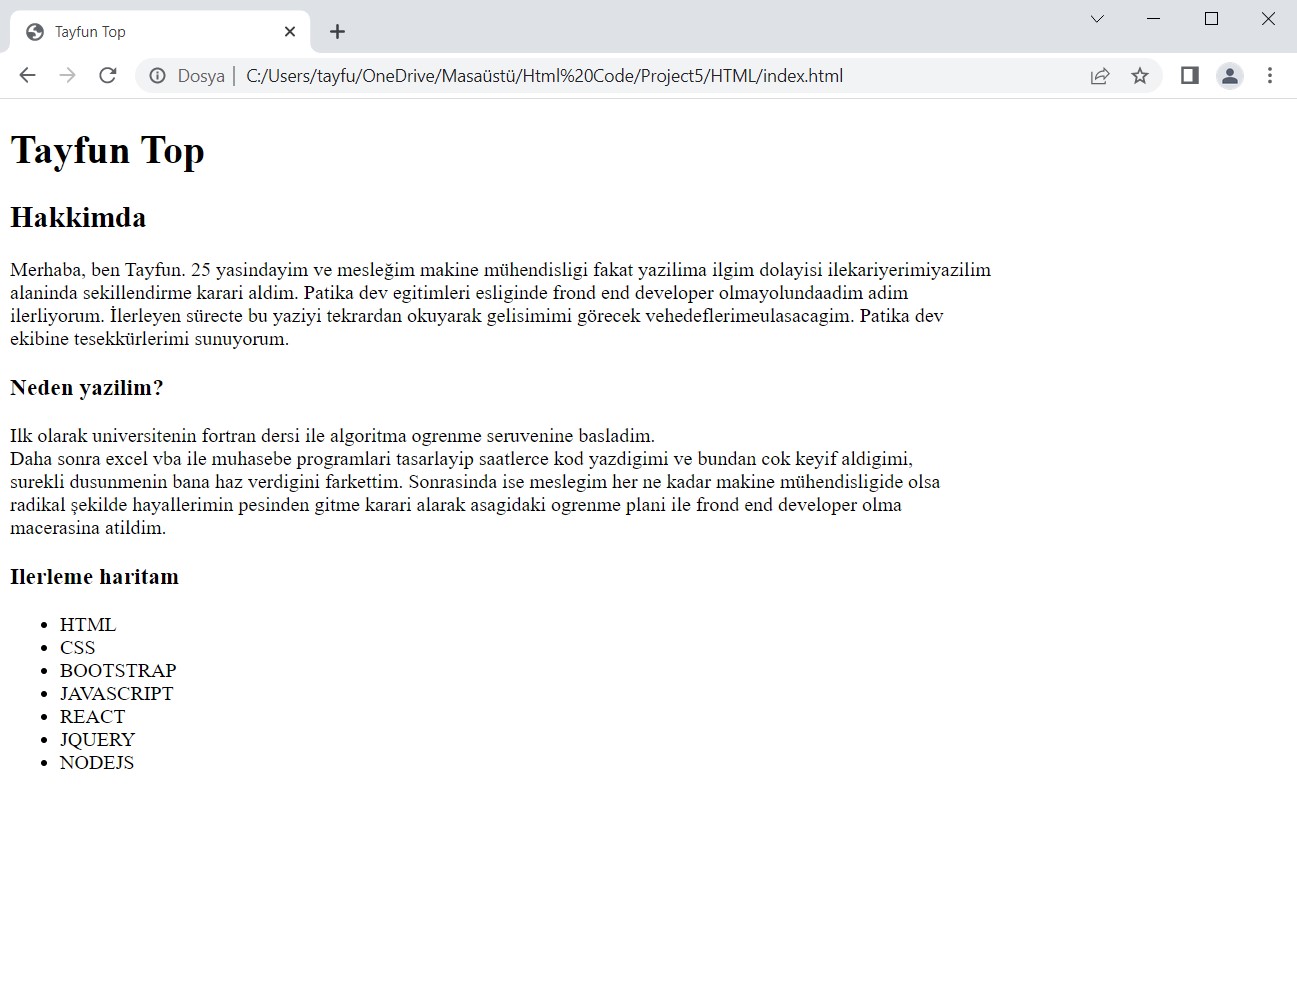 Tayfun Top
Dosya | C:/Users/tayfu/OneDrive/Masaüstü/Html%20Code/Project5/HTML/index.html
Tayfun Top
Hakkimda
Merhaba, ben Tayfun. 25 yasindayim ve mesleğim makine mühendisligi fakat yazilima ilgim dolayisi ilekariyerimiyazilim
alaninda sekillendirme karari aldim. Patika dev egitimleri esliginde frond end developer olmayolundaadim adim
ilerliyorum. İlerleyen sürecte bu yaziyi tekrardan okuyarak gelisimimi görecek vehedeflerimeulasacagim. Patika dev
ekibine tesekkürlerimi sunuyorum.
Neden yazilim?
Ilk olarak universitenin fortran dersi ile algoritma ogrenme seruvenine basladim.
Daha sonra excel vba ile muhasebe programlari tasarlayip saatlerce kod yazdigimi ve bundan cok keyif aldigimi,
surekli dusunmenin bana haz verdigini farkettim. Sonrasinda ise meslegim her ne kadar makine mühendisligide olsa
radikal şekilde hayallerimin pesinden gitme karari alarak asagidaki ogrenme plani ile frond end developer olma
macerasina atildim.
Ilerleme haritam
HTML
CSS
BOOTSTRAP
JAVASCRIPT
REACT
JQUERY
NODEJS